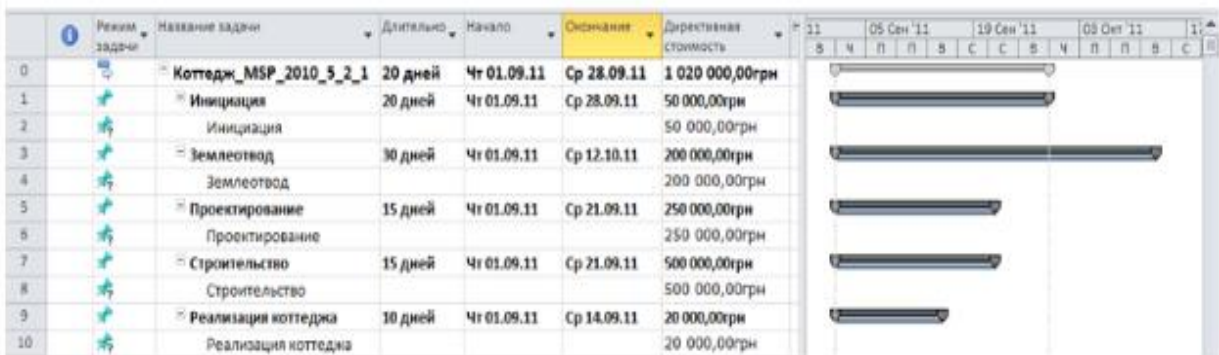 Режим задачи Название задачи Длительно Начало Окончание Директивная стоимость 11 05 Сен '11 19 Сен '11 03 Окт '11 17
В Ч П П В С С В Ч П П В С
0 Коттедж_MSP_2010_5_2_1 20 дней Чт 01.09.11 Ср 28.09.11 1 020 000,00грн
1 Инициация 20 дней Чт 01.09.11 Ср 28.09.11 50 000,00грн
2 Инициация 50 000,00грн
3 Землеотвод 30 дней Чт 01.09.11 Ср 12.10.11 200 000,00грн
4 Землеотвод 200 000,00грн
5 Проектирование 15 дней Чт 01.09.11 Ср 21.09.11 250 000,00грн
6 Проектирование 250 000,00грн
7 Строительство 15 дней Чт 01.09.11 Ср 21.09.11 500 000,00грн
8 Строительство 500 000,00грн
9 Реализация коттеджа 10 дней Чт 01.09.11 Ср 14.09.11 20 000,00грн
10 Реализация коттеджа 20 000,00грн